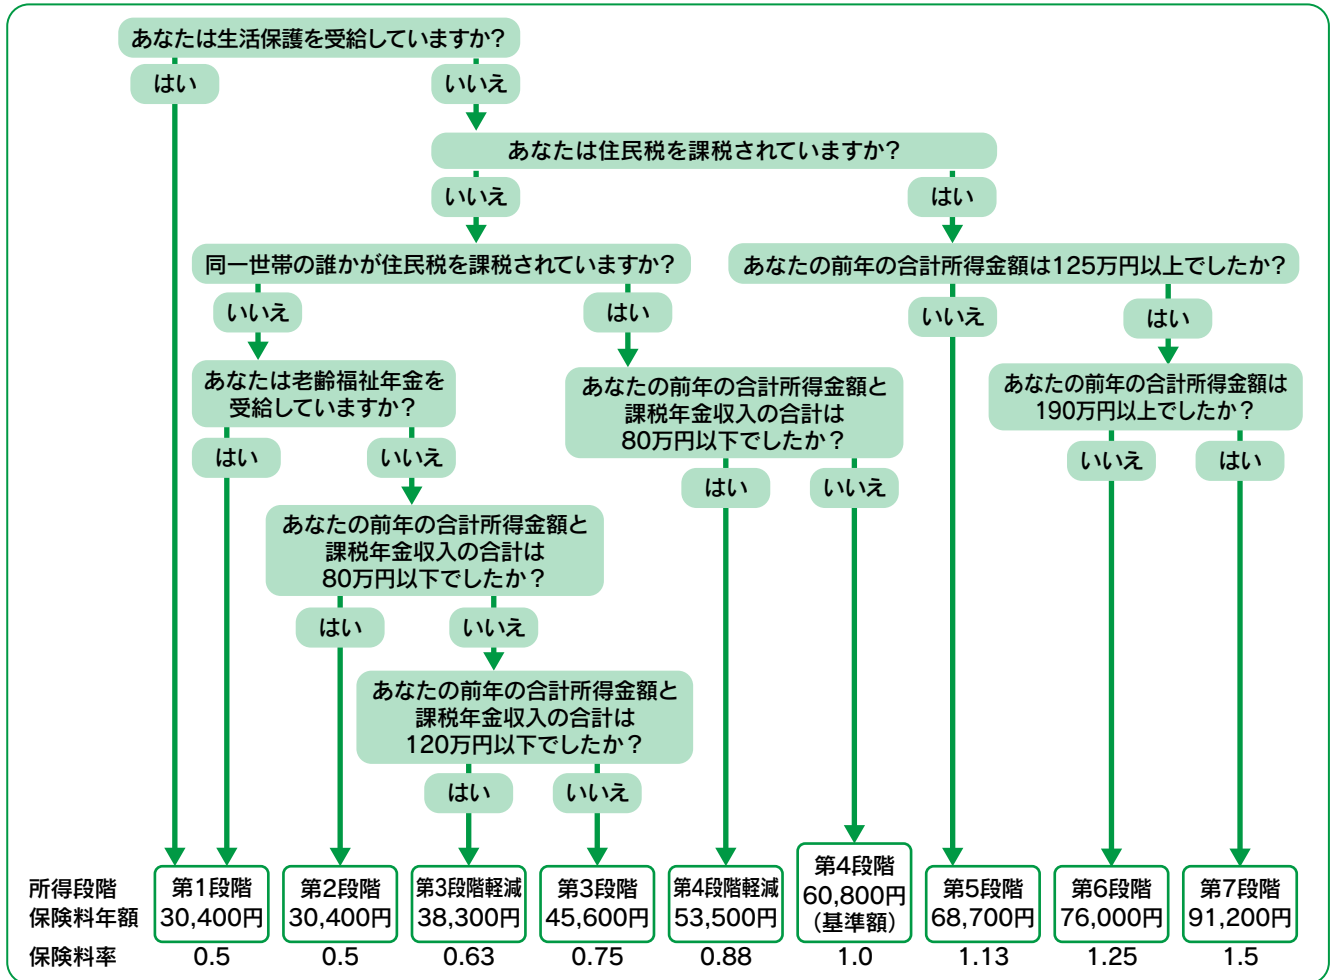 あなたは生活保護を受給していますか？
はい
いいえ
あなたは住民税を課税されていますか？
いいえ
はい
同一世帯の誰かが住民税を課税されていますか？
あなたの前年の合計所得金額は125万円以上でしたか？
いいえ
はい
いいえ
はい
あなたは老齢福祉年金を
受給していますか？
あなたの前年の合計所得金額と
課税年金収入の合計は
80万円以下でしたか？
あなたの前年の合計所得金額は
190万円以上でしたか？
はい
いいえ
はい
いいえ
いいえ
はい
あなたの前年の合計所得金額と
課税年金収入の合計は
80万円以下でしたか？
はい
いいえ
あなたの前年の合計所得金額と
課税年金収入の合計は
120万円以下でしたか？
はい
いいえ
所得段階
保険料年額
第1段階
30,400円
第2段階
30,400円
第3段階軽減
38,300円
第3段階
45,600円
第4段階軽減
53,500円
第4段階
60,800円
(基準額)
第5段階
68,700円
第6段階
76,000円
第7段階
91,200円
保険料率 0.5 0.5 0.63 0.75 0.88 1.0 1.13 1.25 1.5